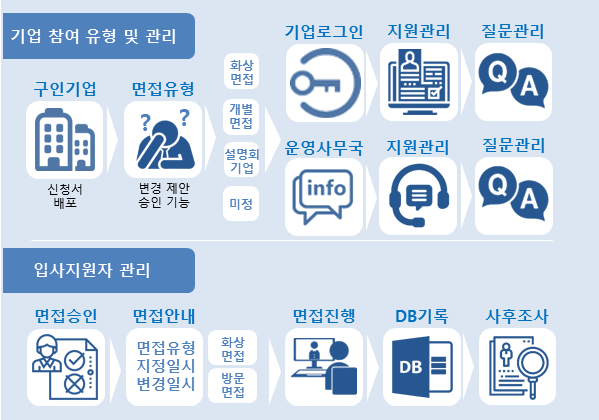 기업 참여 유형 및 관리
구인기업
신청서
배포
면접유형
? ?
변경 제안
승인 기능
화상
면접
개별
면접
설명회
기업
미정
기업로그인
지원관리
질문관리
Q A
운영사무국
info
지원관리
질문관리
Q A
입사지원자 관리
면접승인
면접안내
면접유형
지정일시
변경일시
화상
면접
방문
면접
면접진행
DB기록
DB
사후조사